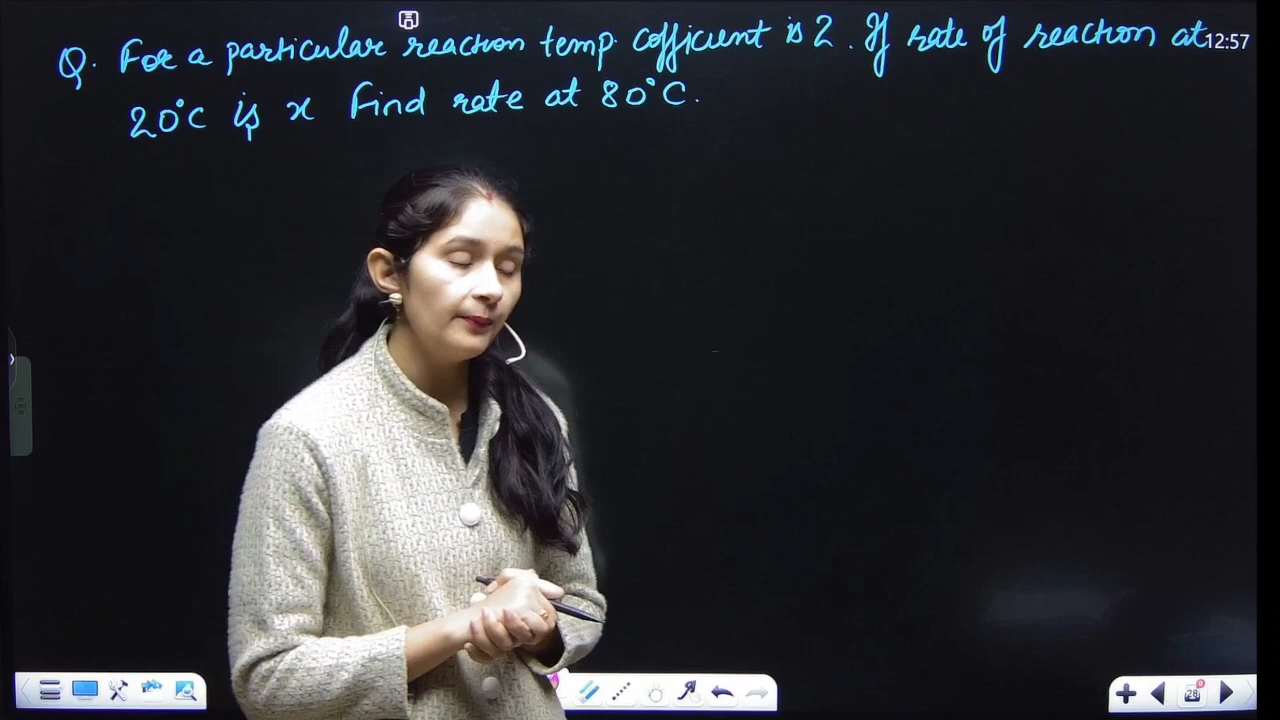 Q. For a particular reaction temp. cofficient is 2. If rate of reaction at
12:57
20°C is x Find rate at 80°C.
28